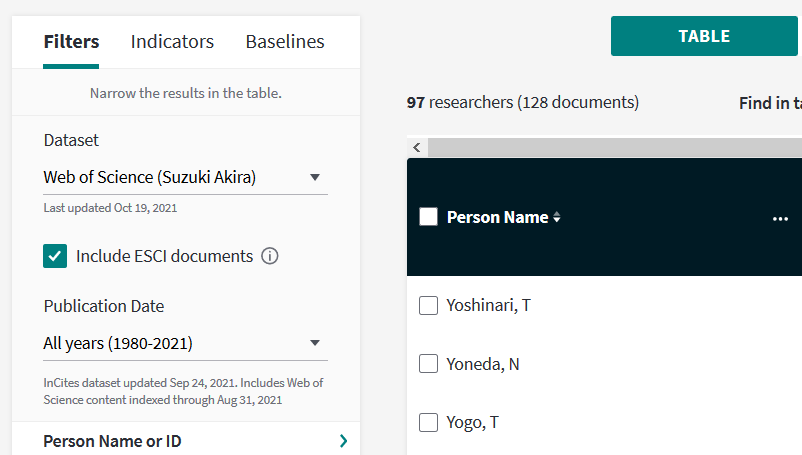 Filters Indicators Baselines
Narrow the results in the table.
Dataset
Web of Science (Suzuki Akira)
Last updated Oct 19, 2021
Include ESCI documents
Publication Date
All years (1980-2021)
InCites dataset updated Sep 24, 2021. Includes Web of
Science content indexed through Aug 31, 2021
Person Name or ID
TABLE
97 researchers (128 documents) Find in ta
Person Name ...
Yoshinari, T
Yoneda, N
Yogo, T